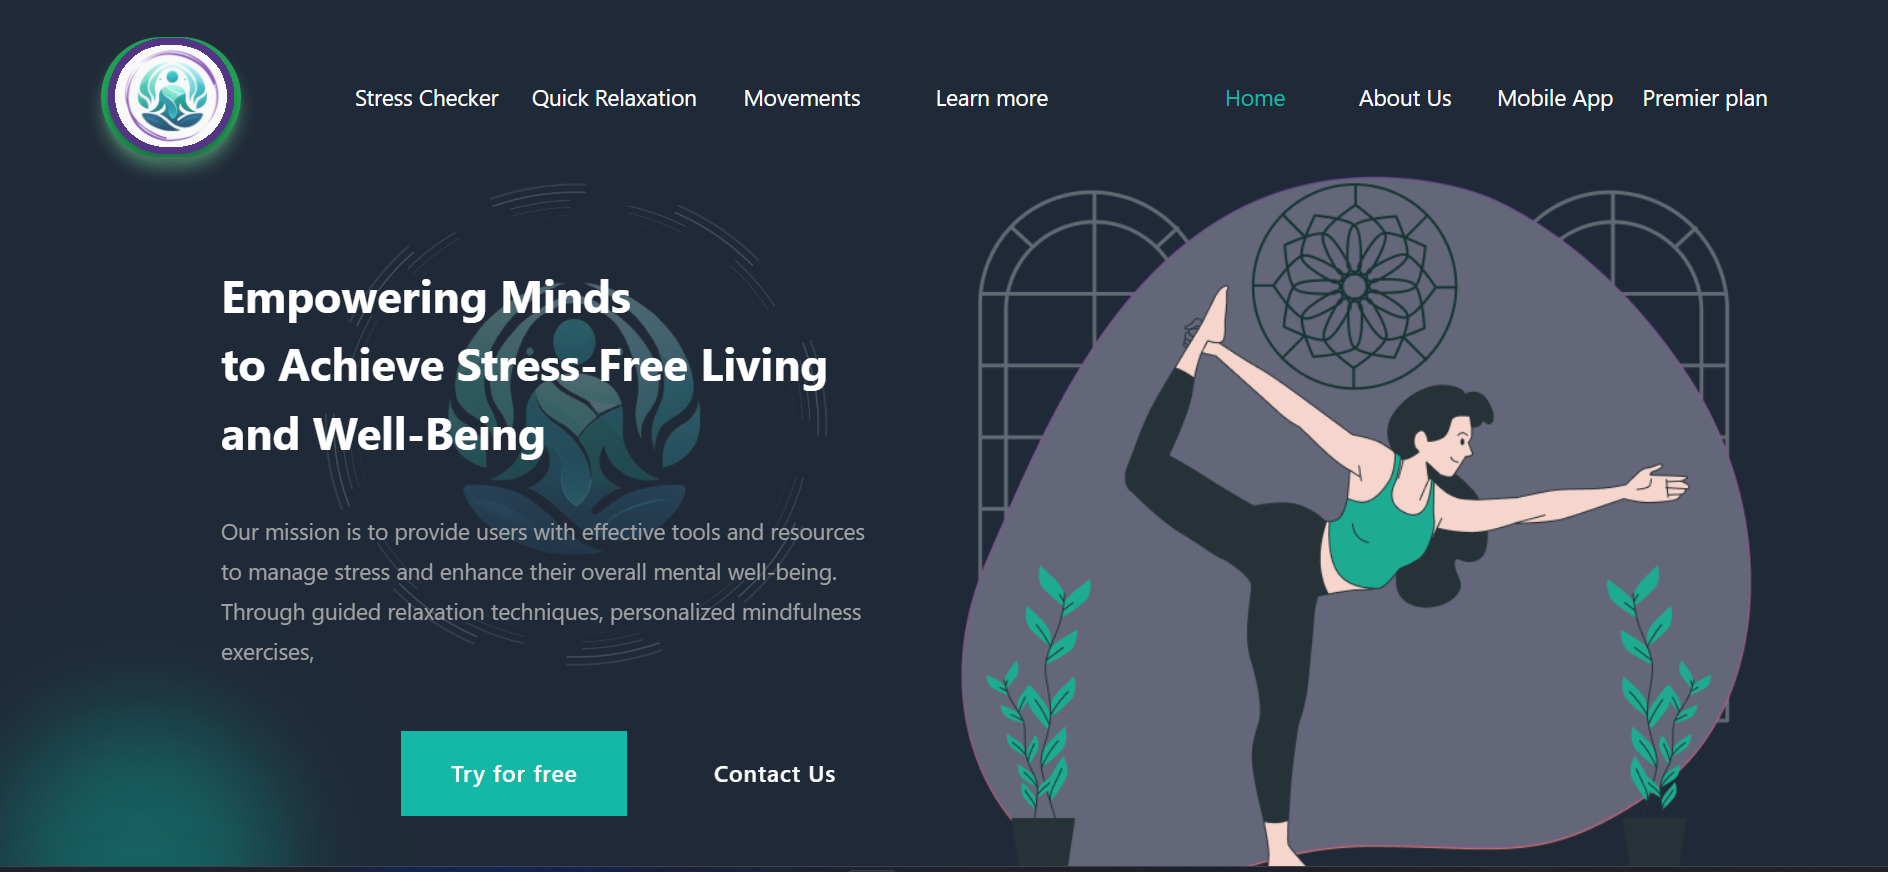 Stress Checker Quick Relaxation Movements Learn more Home About Us Mobile App Premier plan
Empowering Minds
to Achieve Stress-Free Living
and Well-Being
Our mission is to provide users with effective tools and resources
to manage stress and enhance their overall mental well-being.
Through guided relaxation techniques, personalized mindfulness
exercises,
Try for free Contact Us